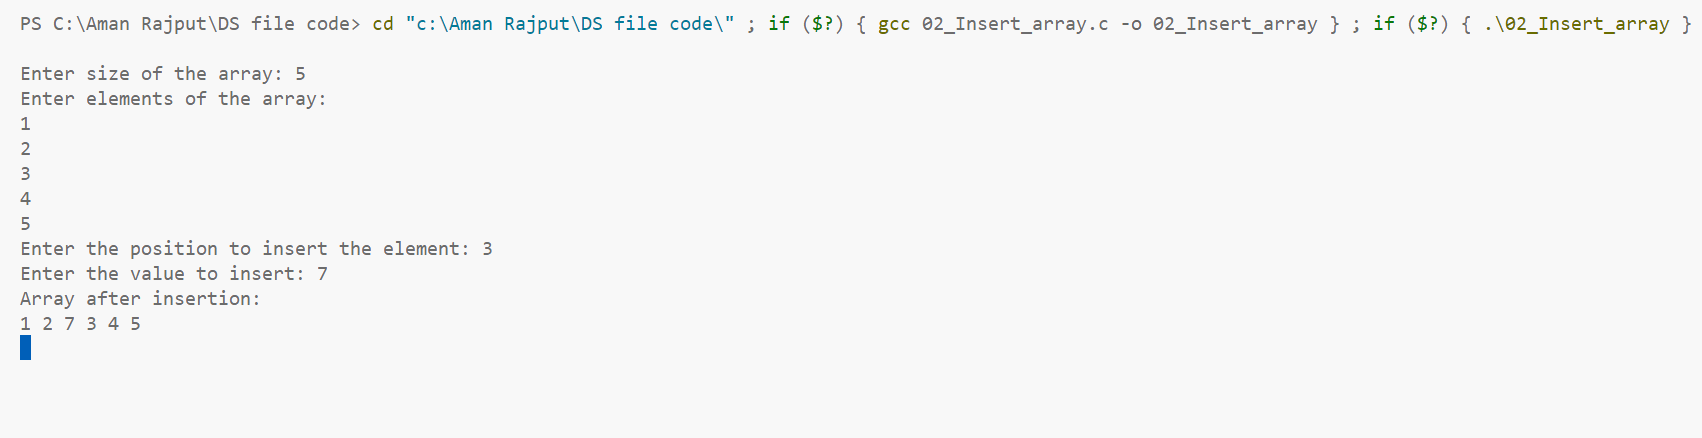 PS C:\Aman Rajput\DS file code> cd "c:\Aman Rajput\DS file code\" ; if ($?) { gcc 02_Insert_array.c -o 02_Insert_array } ; if ($?) { .\02_Insert_array }
Enter size of the array: 5
Enter elements of the array:
1
2
3
4
5
Enter the position to insert the element: 3
Enter the value to insert: 7
Array after insertion:
1 2 7 3 4 5